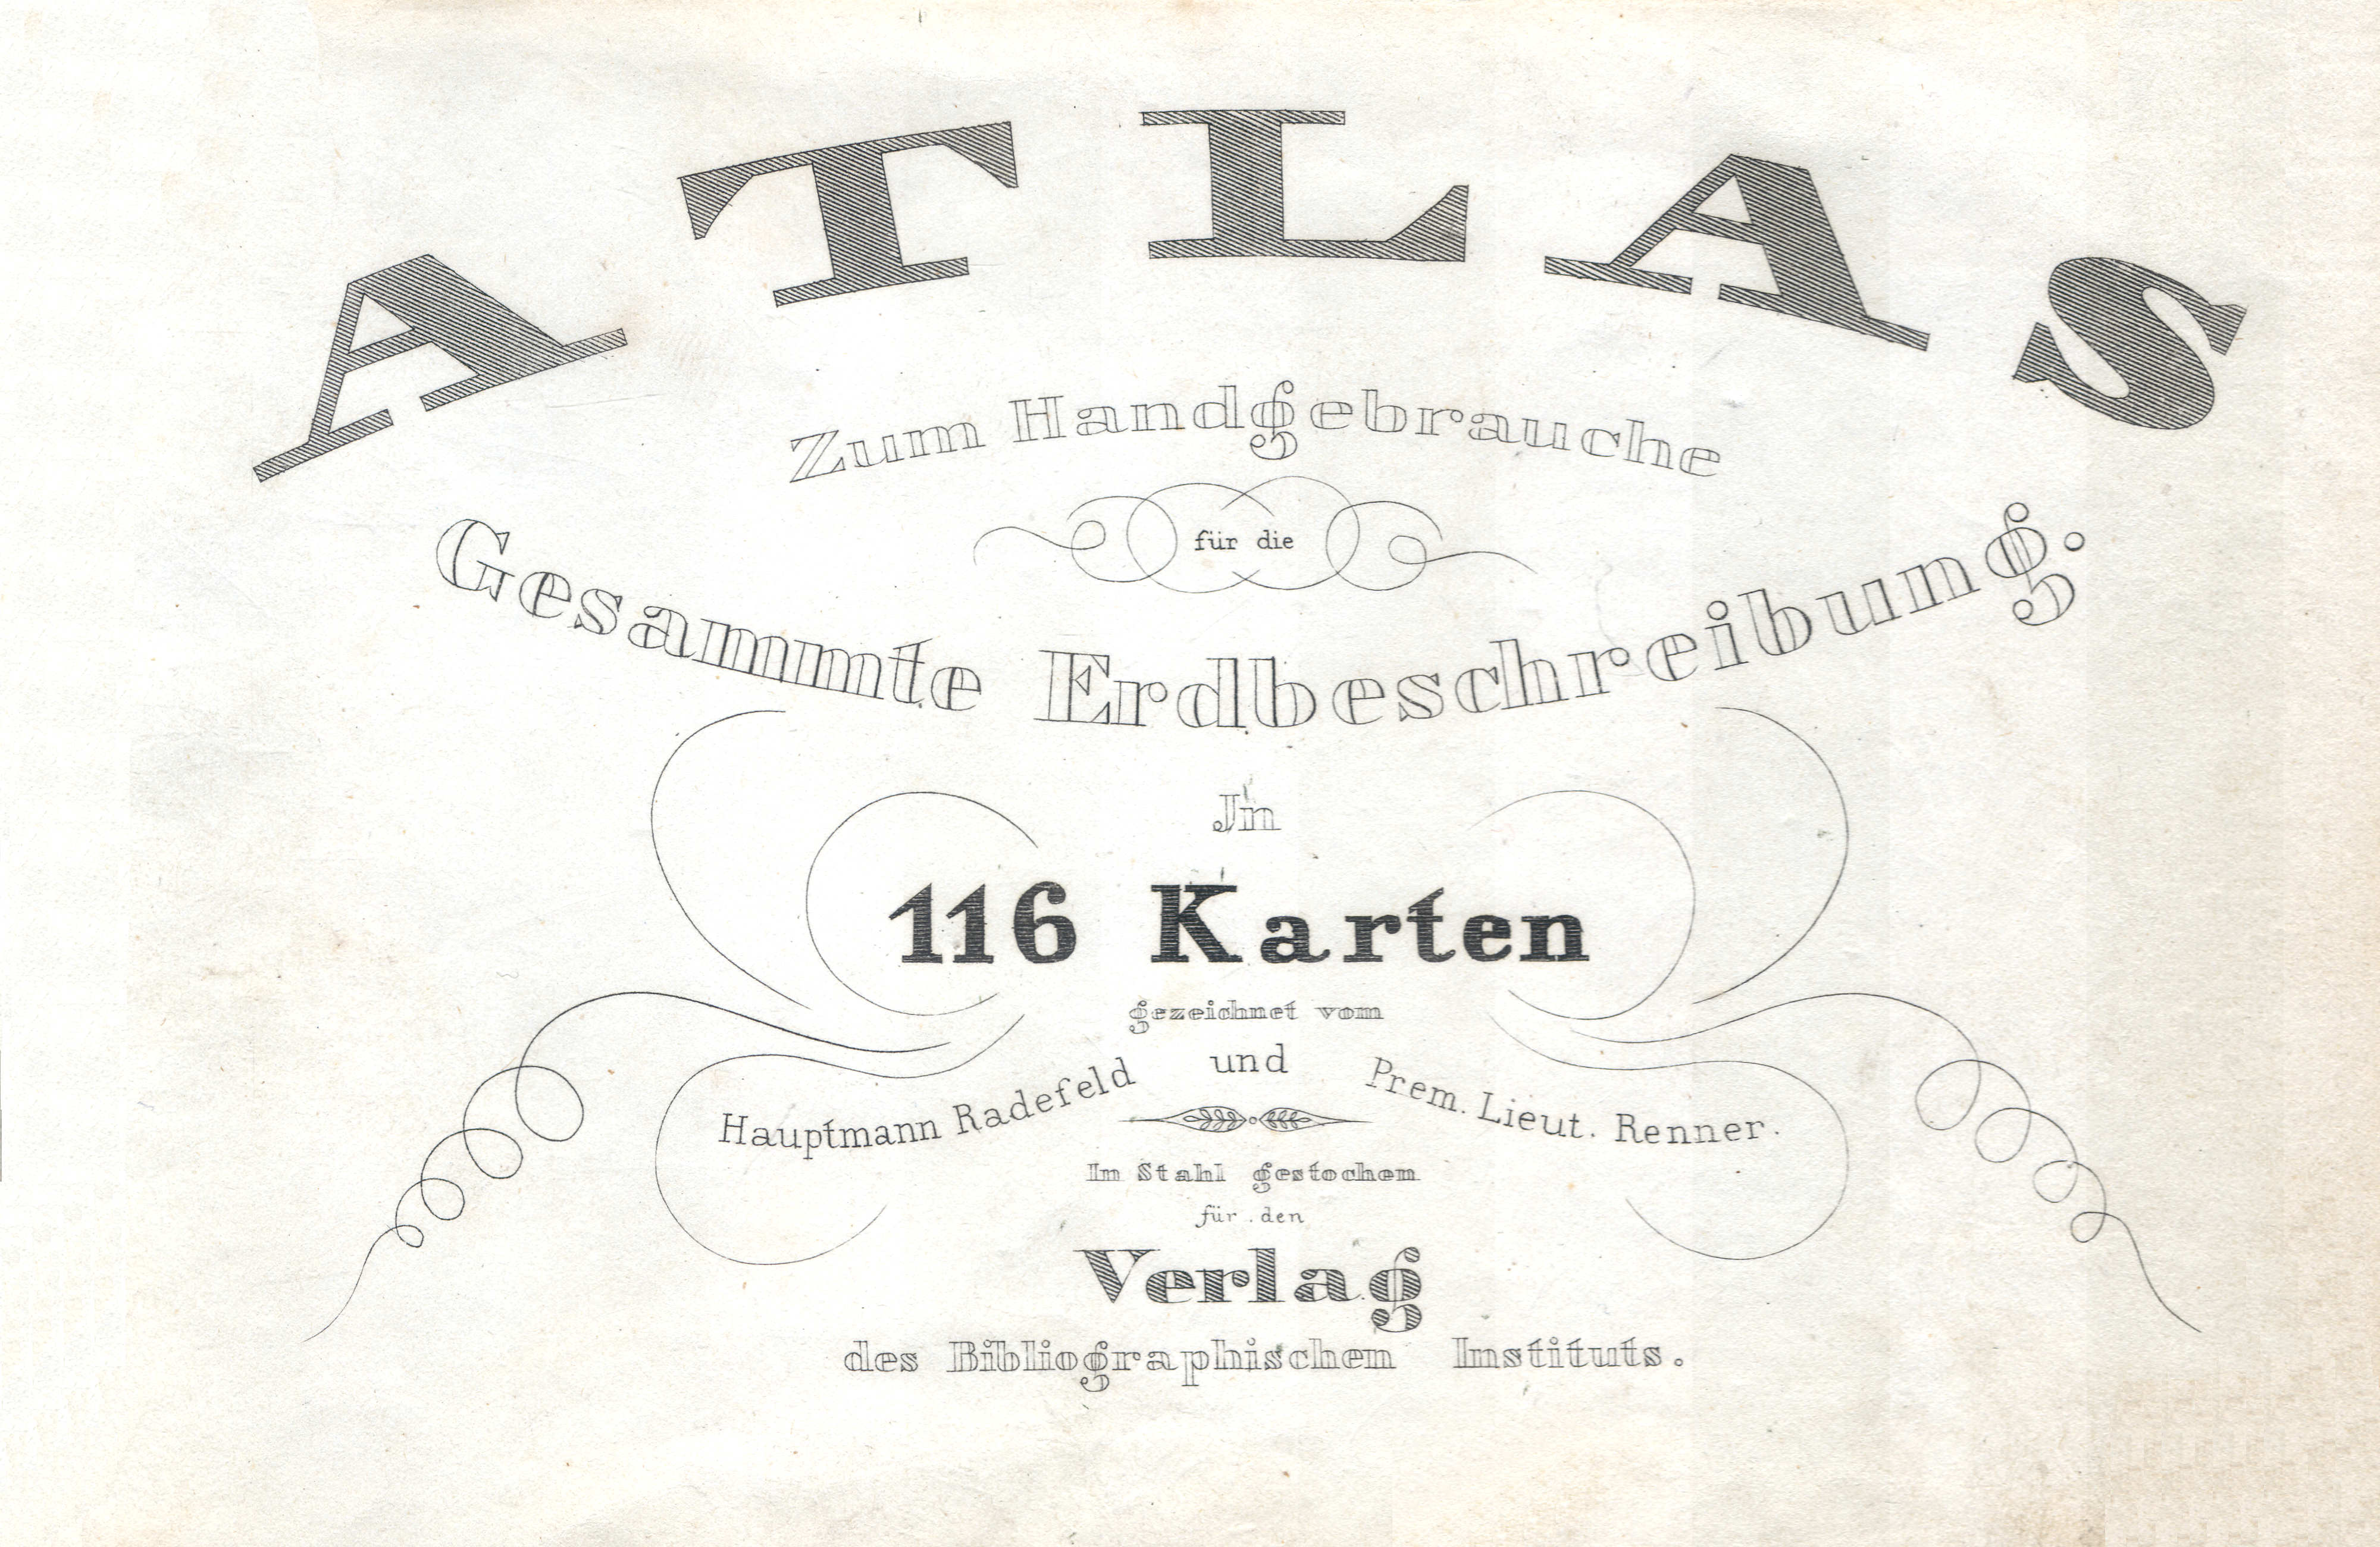 ATLAS
Zum Handgebrauche
für die
Gesammte Erdbeschreibung.
Jn
116 Karten
gezeichnet vom
Hauptmann Radefeld und Prem. Lieut. Renner.
In Stahl gestochen
für den
Verlag
des Bibliographischen Instituts.